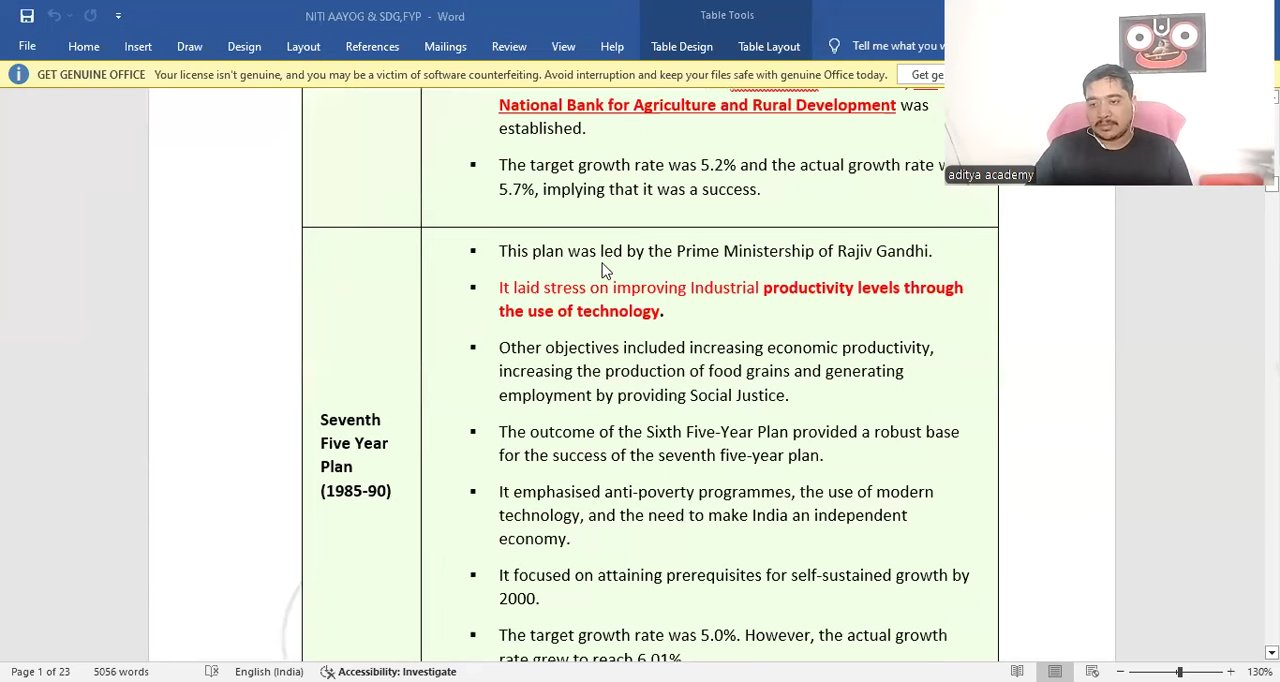 NITI AAYOG & SDG,FYP - Word
Table Tools
File Home Insert Draw Design Layout References Mailings Review View Help Table Design Table Layout Tell me what you
GET GENUINE OFFICE Your license isn't genuine, and you may be a victim of software counterfeiting. Avoid interruption and keep your files safe with genuine Office today. Get ge
National Bank for Agriculture and Rural Development was
established.
▪ The target growth rate was 5.2% and the actual growth rate
5.7%, implying that it was a success.
aditya academy
Seventh
Five Year
Plan
(1985-90)
▪ This plan was led by the Prime Ministership of Rajiv Gandhi.
▪ It laid stress on improving Industrial productivity levels through
the use of technology.
▪ Other objectives included increasing economic productivity,
increasing the production of food grains and generating
employment by providing Social Justice.
▪ The outcome of the Sixth Five-Year Plan provided a robust base
for the success of the seventh five-year plan.
▪ It emphasised anti-poverty programmes, the use of modern
technology, and the need to make India an independent
economy.
▪ It focused on attaining prerequisites for self-sustained growth by
2000.
▪ The target growth rate was 5.0%. However, the actual growth
rate grew to reach 6.01%.
Page 1 of 23 5056 words English (India) Accessibility: Investigate 130%